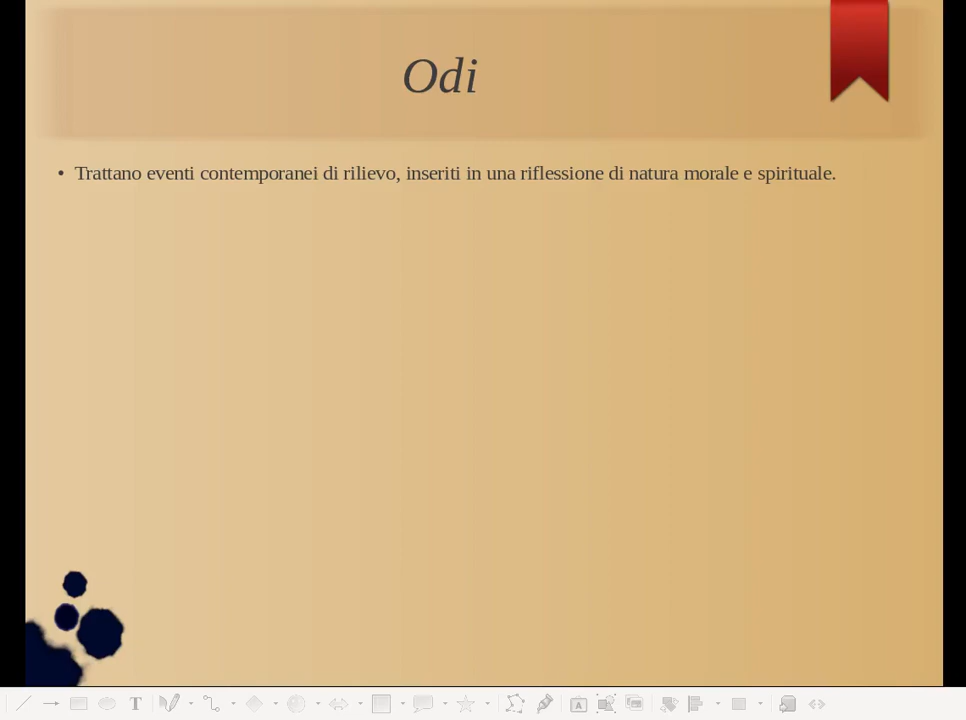 Odi
• Trattano eventi contemporanei di rilievo, inseriti in una riflessione di natura morale e spirituale.